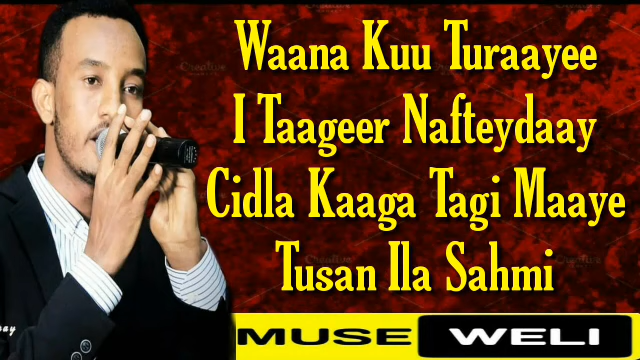 Waana Kuu Turaayee
I Taageer Nafteydaay
Cidla Kaaga Tagi Maaye
Tusan Ila Sahmi
MUSE WELI